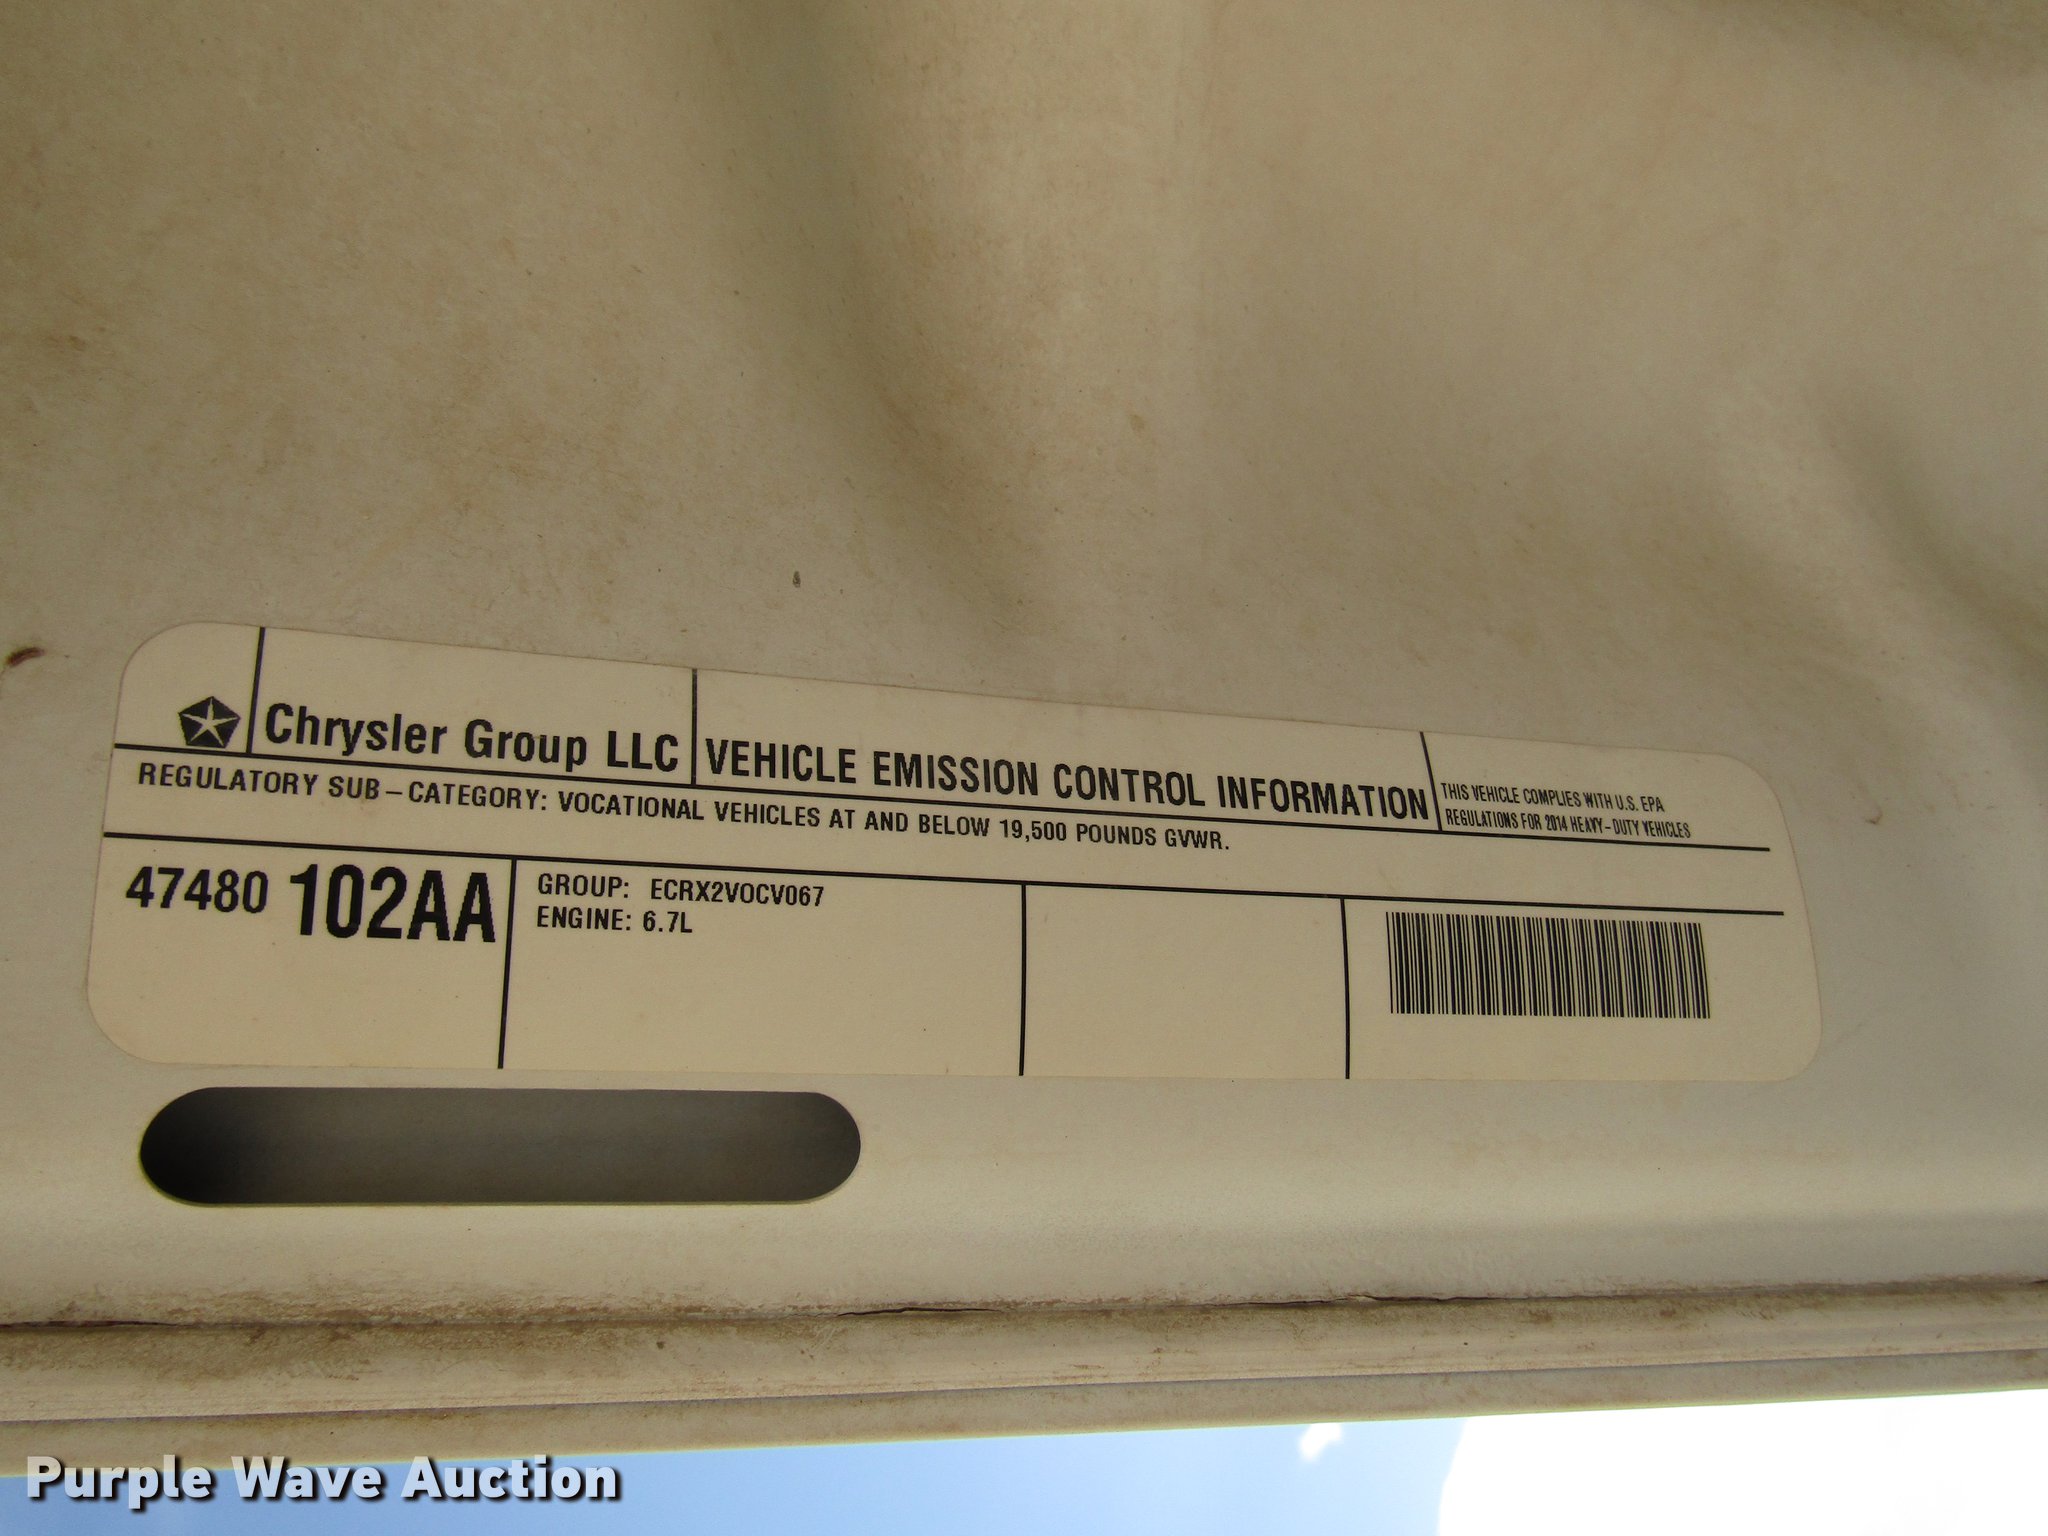 Chrysler Group LLC
VEHICLE EMISSION CONTROL INFORMATION
THIS VEHICLE COMPLIES WITH U.S. EPA
REGULATIONS FOR 2014 HEAVY-DUTY VEHICLES
REGULATORY SUB-CATEGORY: VOCATIONAL VEHICLES AT AND BELOW 19,500 POUNDS GVWR.
47480 102AA
GROUP: ECRX2VOCV067
ENGINE: 6.7L
Purple Wave Auction